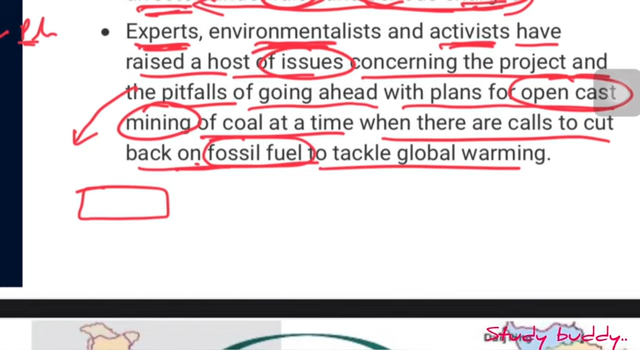 • Experts, environmentalists and activists have
raised a host of issues concerning the project and
the pitfalls of going ahead with plans for open cast
mining of coal at a time when there are calls to cut
back on fossil fuel to tackle global warming.
Study buddy..